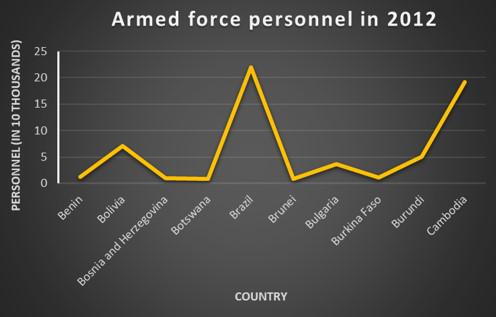 Armed force personnel in 2012
PERSONNEL (IN 10 THOUSANDS)
25
20
15
10
5
0
Benin
Bolivia
Bosnia and Herzegovina
Botswana
Brazil
Brunei
Bulgaria
Burkina Faso
Burundi
Cambodia
COUNTRY